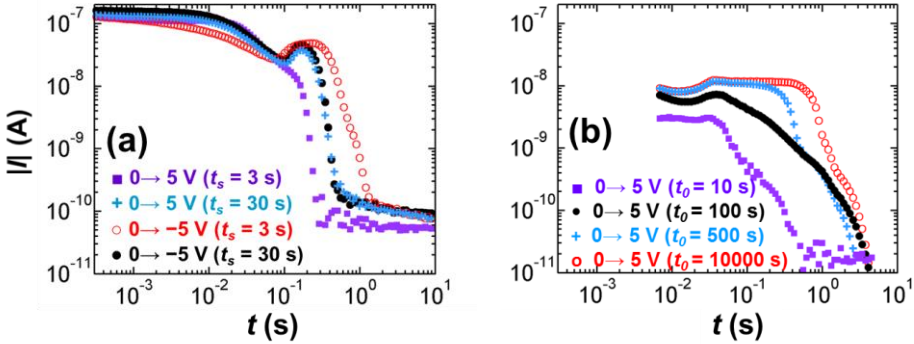 10⁻⁷
10⁻⁸
10⁻⁹
10⁻¹⁰
10⁻¹¹
|I| (A)
(a)
0→ 5 V (tₛ = 3 s)
0→ 5 V (tₛ = 30 s)
0→ −5 V (tₛ = 3 s)
0→ −5 V (tₛ = 30 s)
10⁻³ 10⁻² 10⁻¹ 10⁰ 10¹
t (s)
10⁻⁷
10⁻⁸
10⁻⁹
10⁻¹⁰
10⁻¹¹
(b)
0→ 5 V (t₀ = 10 s)
0→ 5 V (t₀ = 100 s)
0→ 5 V (t₀ = 500 s)
0→ 5 V (t₀ = 10000 s)
10⁻³ 10⁻² 10⁻¹ 10⁰ 10¹
t (s)